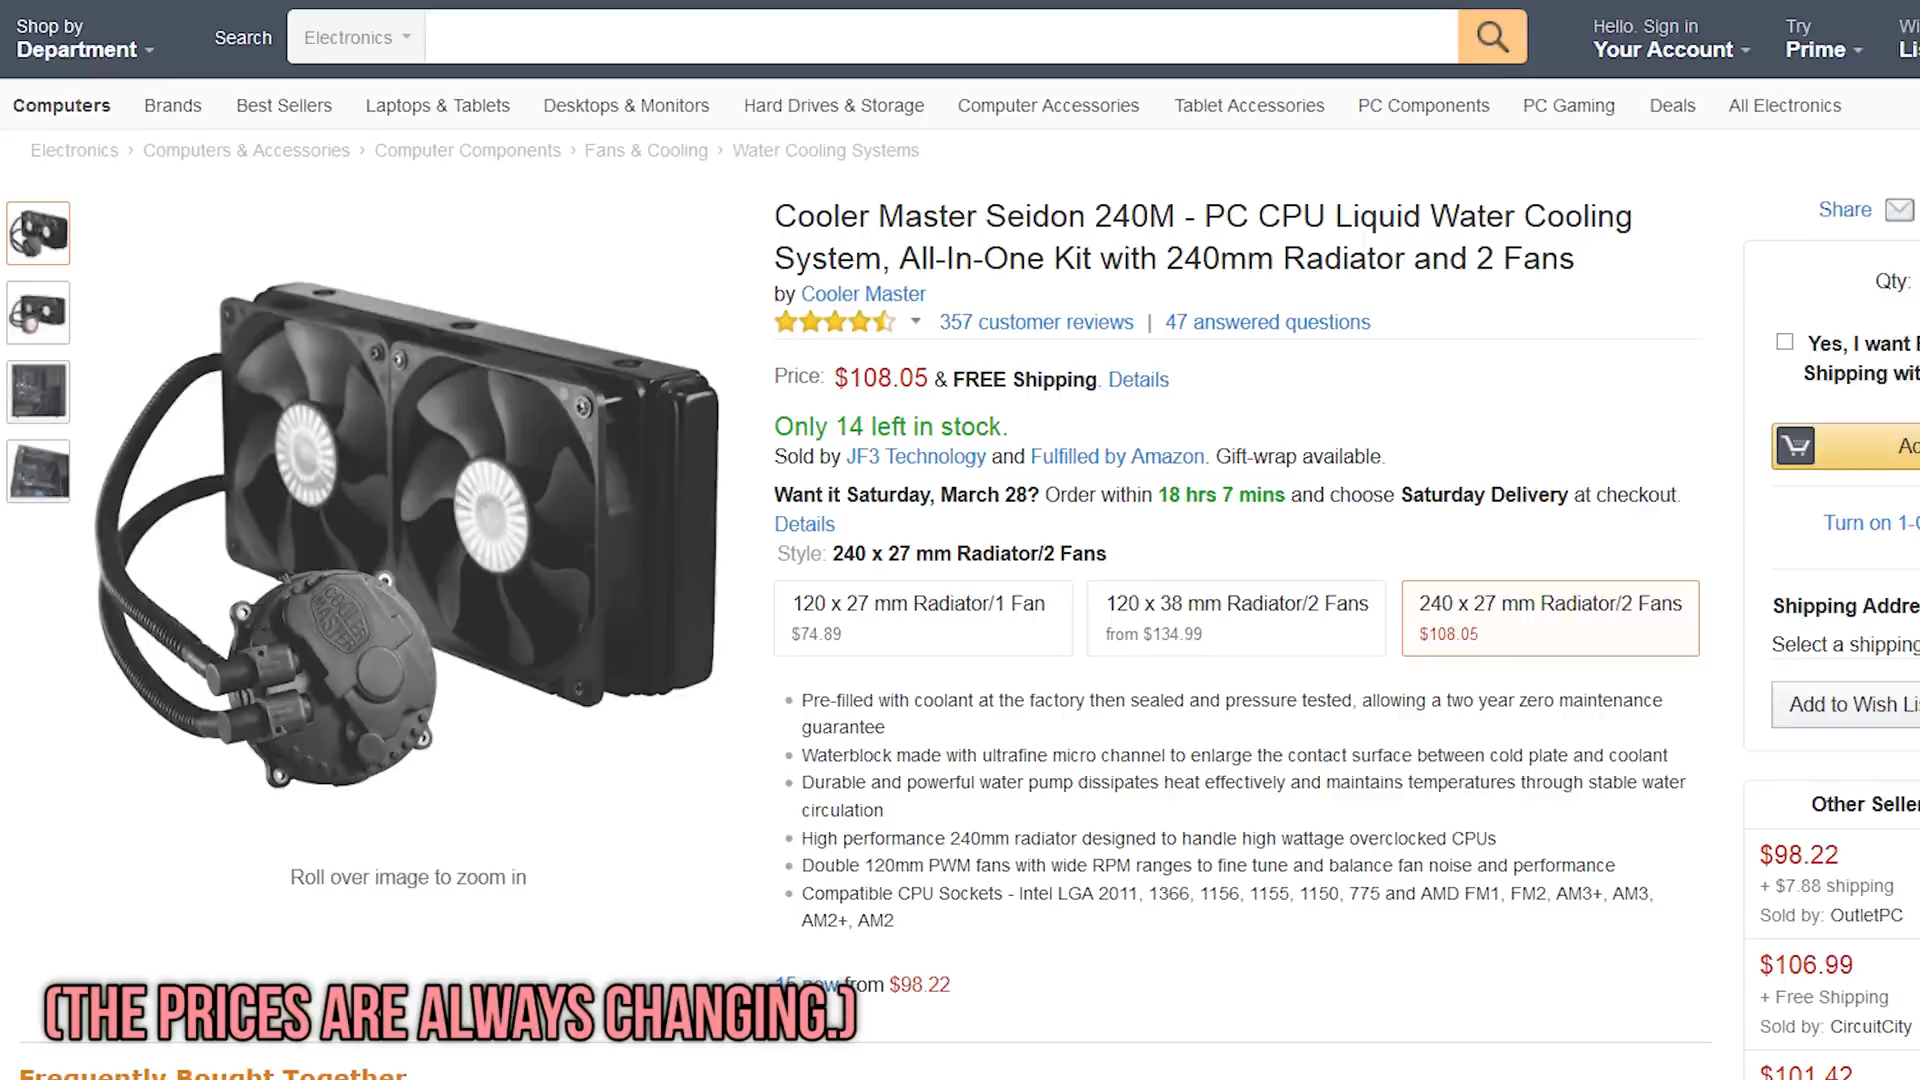 Shop by
Department
Search
Electronics
Hello. Sign in
Your Account
Try
Prime
Computers
Brands
Best Sellers
Laptops & Tablets
Desktops & Monitors
Hard Drives & Storage
Computer Accessories
Tablet Accessories
PC Components
PC Gaming
Deals
All Electronics
Electronics › Computers & Accessories › Computer Components › Fans & Cooling › Water Cooling Systems
Cooler Master Seidon 240M - PC CPU Liquid Water Cooling
System, All-In-One Kit with 240mm Radiator and 2 Fans
by Cooler Master
357 customer reviews | 47 answered questions
Price: $108.05 & FREE Shipping. Details
Only 14 left in stock.
Sold by JF3 Technology and Fulfilled by Amazon. Gift-wrap available.
Want it Saturday, March 28? Order within 18 hrs 7 mins and choose Saturday Delivery at checkout.
Details
Style: 240 x 27 mm Radiator/2 Fans
120 x 27 mm Radiator/1 Fan
$74.89
120 x 38 mm Radiator/2 Fans
from $134.99
240 x 27 mm Radiator/2 Fans
$108.05
Pre-filled with coolant at the factory then sealed and pressure tested, allowing a two year zero maintenance
guarantee
Waterblock made with ultrafine micro channel to enlarge the contact surface between cold plate and coolant
Durable and powerful water pump dissipates heat effectively and maintains temperatures through stable water
circulation
High performance 240mm radiator designed to handle high wattage overclocked CPUs
Double 120mm PWM fans with wide RPM ranges to fine tune and balance fan noise and performance
Compatible CPU Sockets - Intel LGA 2011, 1366, 1156, 1155, 1150, 775 and AMD FM1, FM2, AM3+, AM3,
AM2+, AM2
from $98.22
COOLER
MASTER
Roll over image to zoom in
(THE PRICES ARE ALWAYS CHANGING.)
Frequently Bought Together
Share
Qty:
Yes, I want
Shipping
Turn on
Shipping
Select a shipping
Add to Wish
Other
$98.22
+ $7.88 shipping
Sold by: OutletPC
$106.99
+ Free Shipping
Sold by: CircuitCity
$101.42